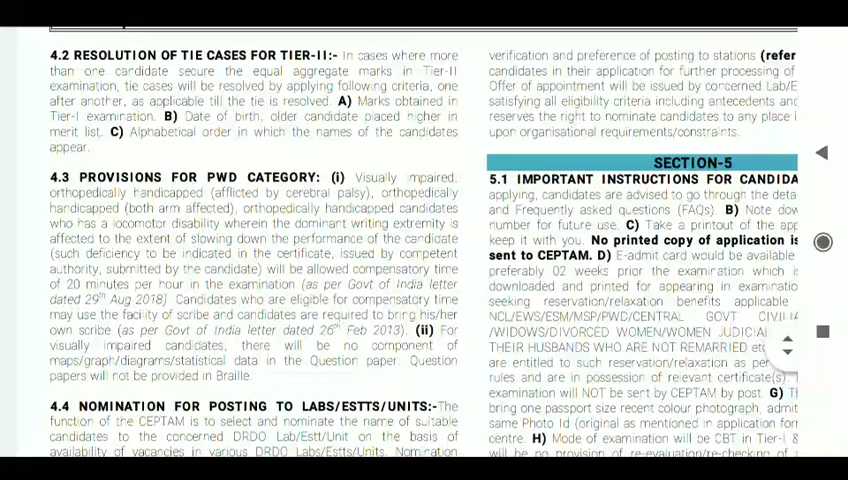 4.2 RESOLUTION OF TIE CASES FOR TIER-II:- In cases where more
than one candidate secure the equal aggregate marks in Tier-II
examination, tie cases will be resolved by applying following criteria, one
after another, as applicable till the tie is resolved. A) Marks obtained in
Tier-I examination. B) Date of birth, older candidate placed higher in
merit list. C) Alphabetical order in which the names of the candidates
appear.
4.3 PROVISIONS FOR PWD CATEGORY: (i) Visually impaired,
orthopedically handicapped (afflicted by cerebral palsy), orthopedically
handicapped (both arm affected), orthopedically handicapped candidates
who has a locomotor disability wherein the dominant writing extremity is
affected to the extent of slowing down the performance of the candidate
(such deficiency to be indicated in the certificate, issued by competent
authority, submitted by the candidate) will be allowed compensatory time
of 20 minutes per hour in the examination (as per Govt of India letter
dated 29th Aug 2018). Candidates who are eligible for compensatory time
may use the facility of scribe and candidates are required to bring his/her
own scribe (as per Govt of India letter dated 26th Feb 2013). (ii) For
visually impaired candidates, there will be no component of
maps/graph/diagrams/statistical data in the Question paper. Question
papers will not be provided in Braille.
4.4 NOMINATION FOR POSTING TO LABS/ESTTS/UNITS:-The
function of the CEPTAM is to select and nominate the name of suitable
candidates to the concerned DRDO Lab/Estt/Unit on the basis of
availability of vacancies in various DRDO Labs/Estts/Units. Nomination
verification and preference of posting to stations (refer
candidates in their application for further processing of
Offer of appointment will be issued by concerned Lab/E
satisfying all eligibility criteria including antecedents and
reserves the right to nominate candidates to any place i
upon organisational requirements/constraints.
SECTION-5
5.1 IMPORTANT INSTRUCTIONS FOR CANDIDA
applying, candidates are advised to go through the deta
and Frequently asked questions (FAQs). B) Note dow
number for future use. C) Take a printout of the app
keep it with you. No printed copy of application is
sent to CEPTAM. D) E-admit card would be available
preferably 02 weeks prior the examination which is
downloaded and printed for appearing in examinatio
seeking reservation/relaxation benefits applicable
NCL/EWS/ESM/MSP/PWD/CENTRAL GOVT CIVILIA
/WIDOWS/DIVORCED WOMEN/WOMEN JUDICIAL
THEIR HUSBANDS WHO ARE NOT REMARRIED etc
are entitled to such reservation/relaxation as per
rules and are in possession of relevant certificate(s).
examination will NOT be sent by CEPTAM by post. G) Th
bring one passport size recent colour photograph, admit
same Photo Id (original as mentioned in application forn
centre. H) Mode of examination will be CBT in Tier-I &
will be no provision of re-evaluation/re-checking of